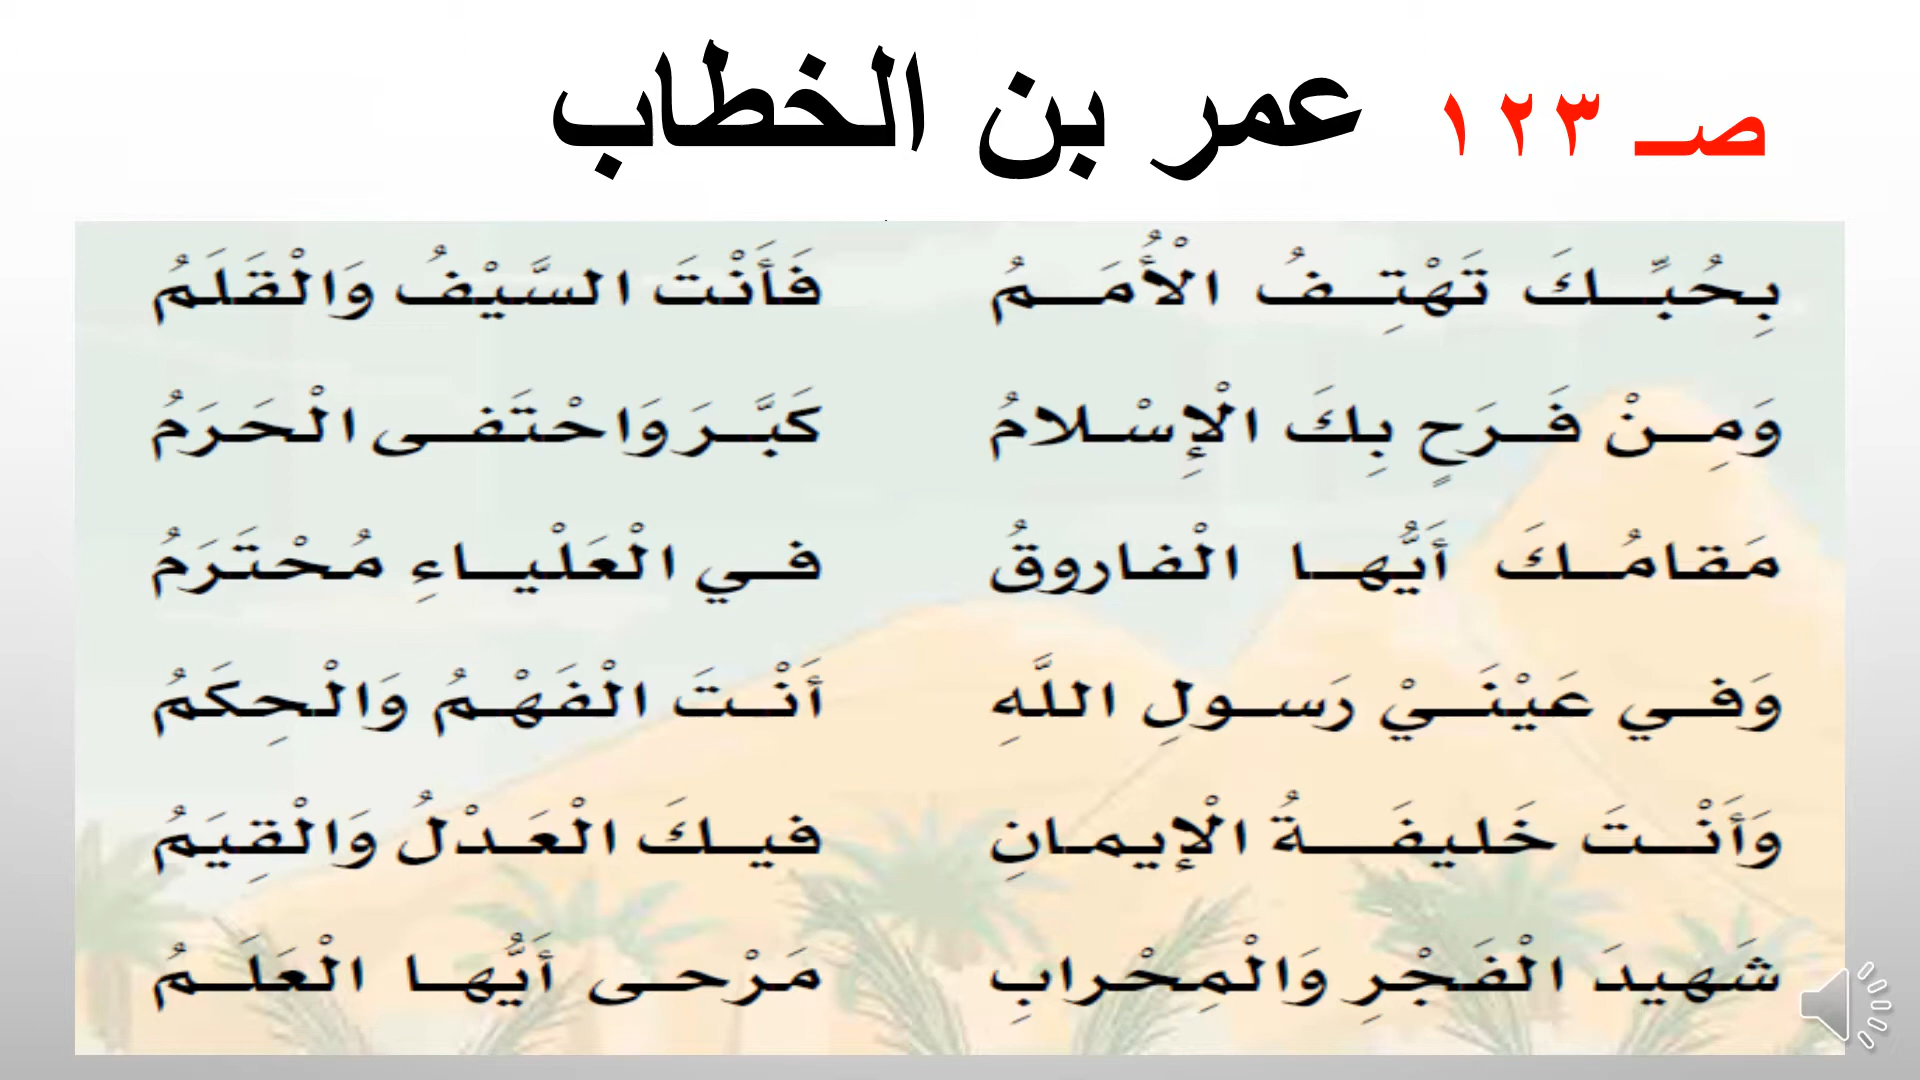 صـ ١٢٣ عمر بن الخطاب
بِحُبِّـكَ تَهْتِـفُ الْأُمَـمُ فَأَنْتَ السَّيْفُ وَالْقَلَمُ
وَمِـنْ فَـرَحٍ بِكَ الْإِسْـلامُ كَبَّـرَ وَاحْتَفـى الْحَرَمُ
مَقامُـكَ أَيُّهـا الْفاروقُ فـي الْعَلْيـاءِ مُحْتَرَمُ
وَفـي عَيْنَـيْ رَسـولِ اللَّهِ أَنْـتَ الْفَهْـمُ وَالْحِكَمُ
وَأَنْـتَ خَليفَـةُ الْإيمـانِ فيـكَ الْعَـدْلُ وَالْقِيَمُ
شَهيدَ الْفَجْرِ وَالْمِحْرابِ مَرْحـى أَيُّهـا الْعَلَـمُ